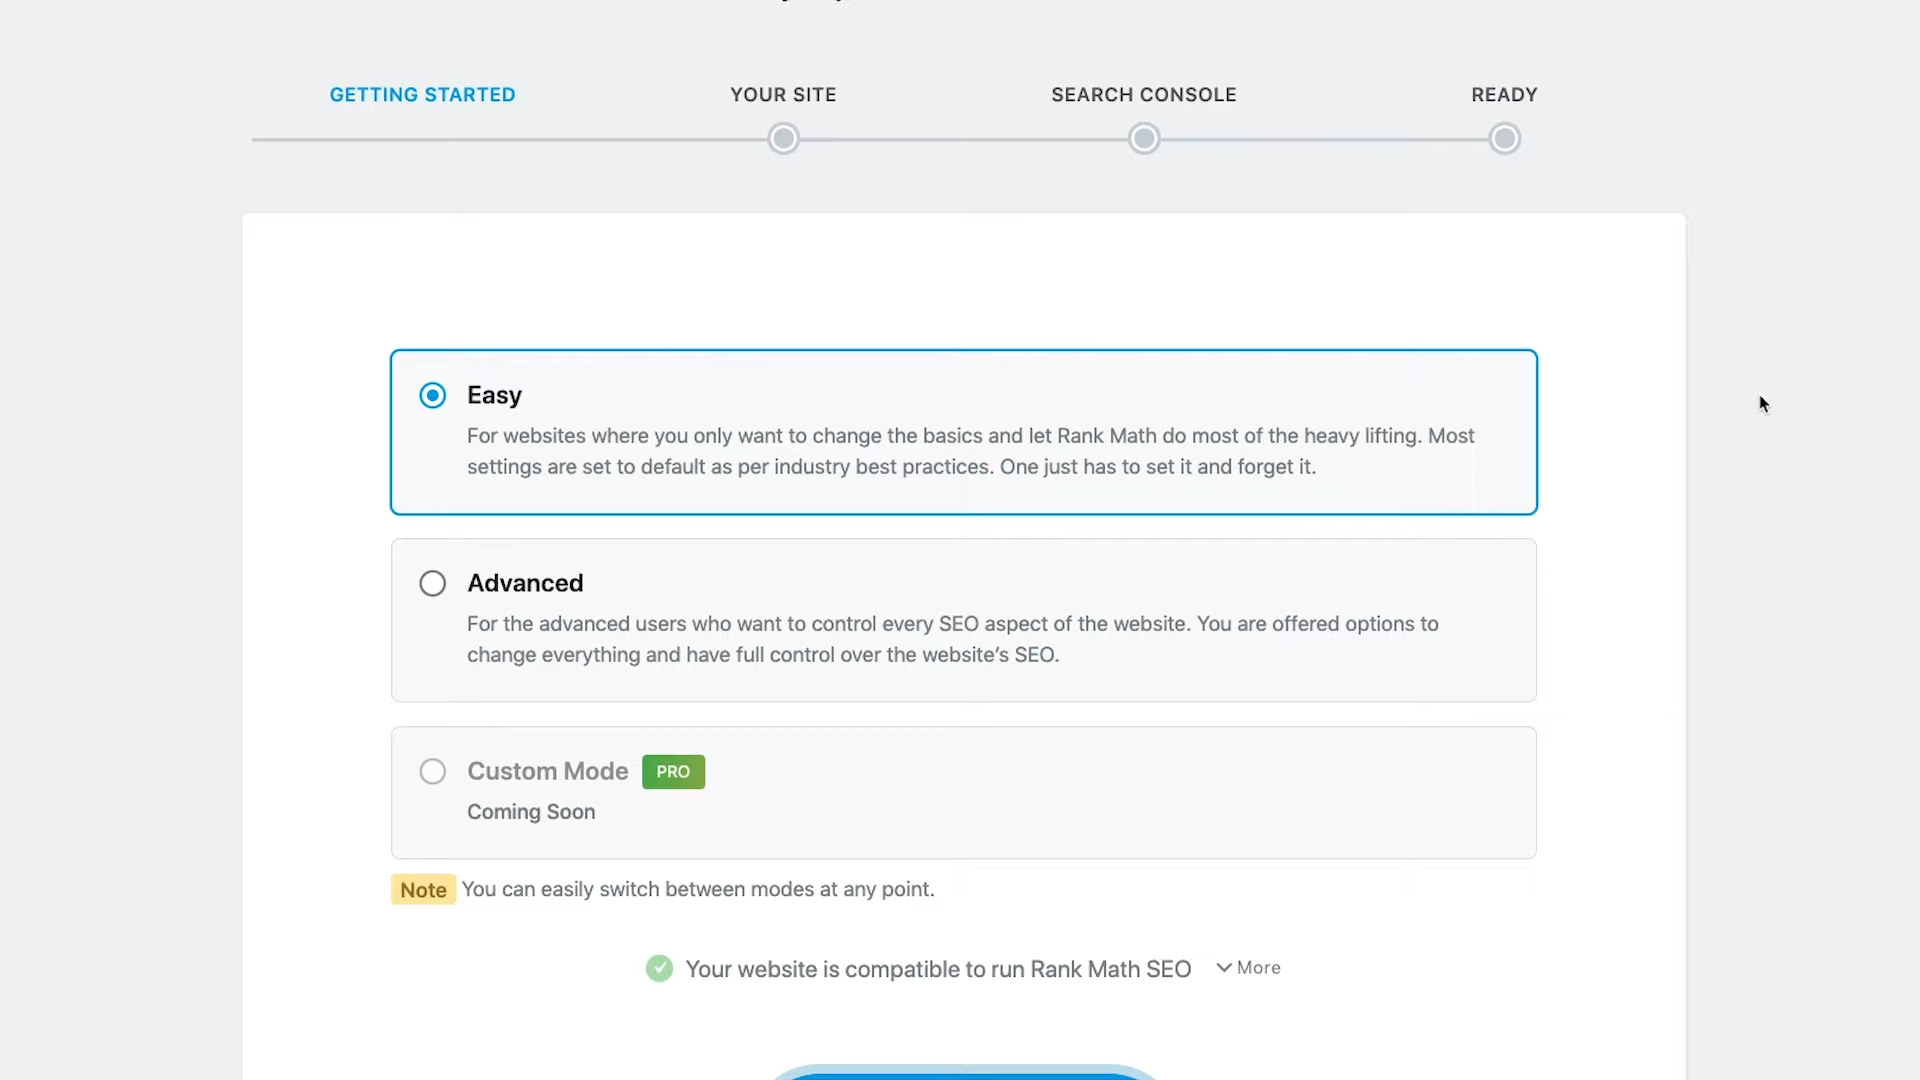 GETTING STARTED
YOUR SITE
SEARCH CONSOLE
READY
Easy
For websites where you only want to change the basics and let Rank Math do most of the heavy lifting. Most
settings are set to default as per industry best practices. One just has to set it and forget it.
Advanced
For the advanced users who want to control every SEO aspect of the website. You are offered options to
change everything and have full control over the website’s SEO.
Custom Mode PRO
Coming Soon
Note You can easily switch between modes at any point.
Your website is compatible to run Rank Math SEO More